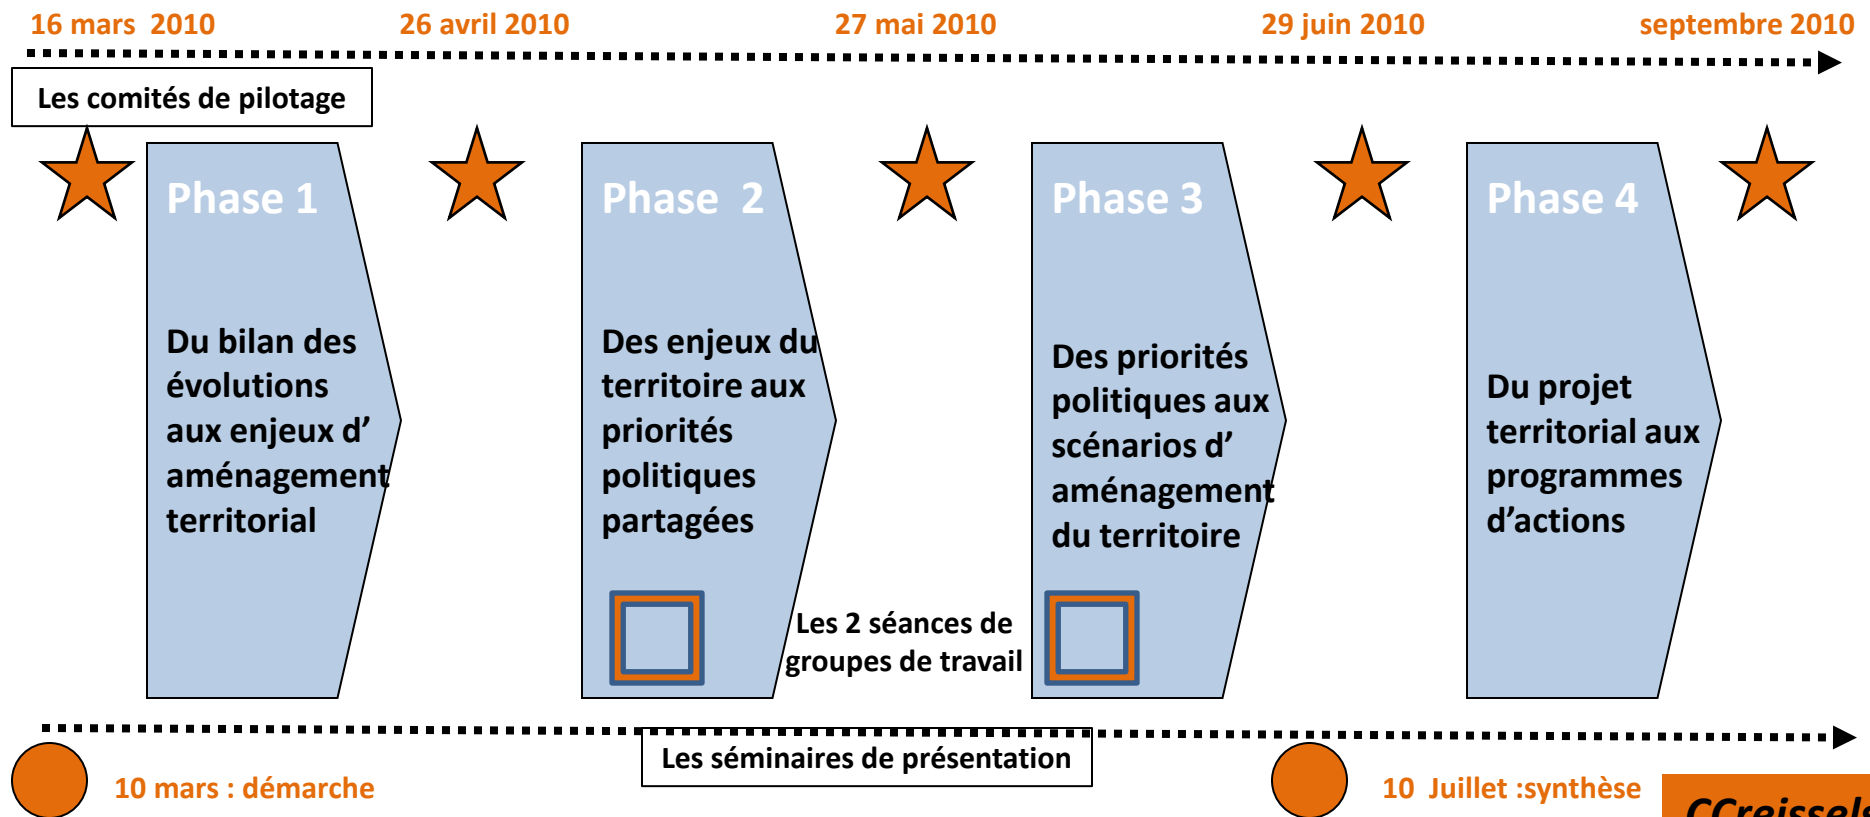 16 mars 2010
26 avril 2010
27 mai 2010
29 juin 2010
septembre 2010
Les comités de pilotage
Phase 1
Du bilan des
évolutions
aux enjeux d’
aménagement
territorial
Phase 2
Des enjeux du
territoire aux
priorités
politiques
partagées
Les 2 séances de
groupes de travail
Phase 3
Des priorités
politiques aux
scénarios d’
aménagement
du territoire
Phase 4
Du projet
territorial aux
programmes
d’actions
Les séminaires de présentation
10 mars : démarche
10 Juillet :synthèse
CCreissels